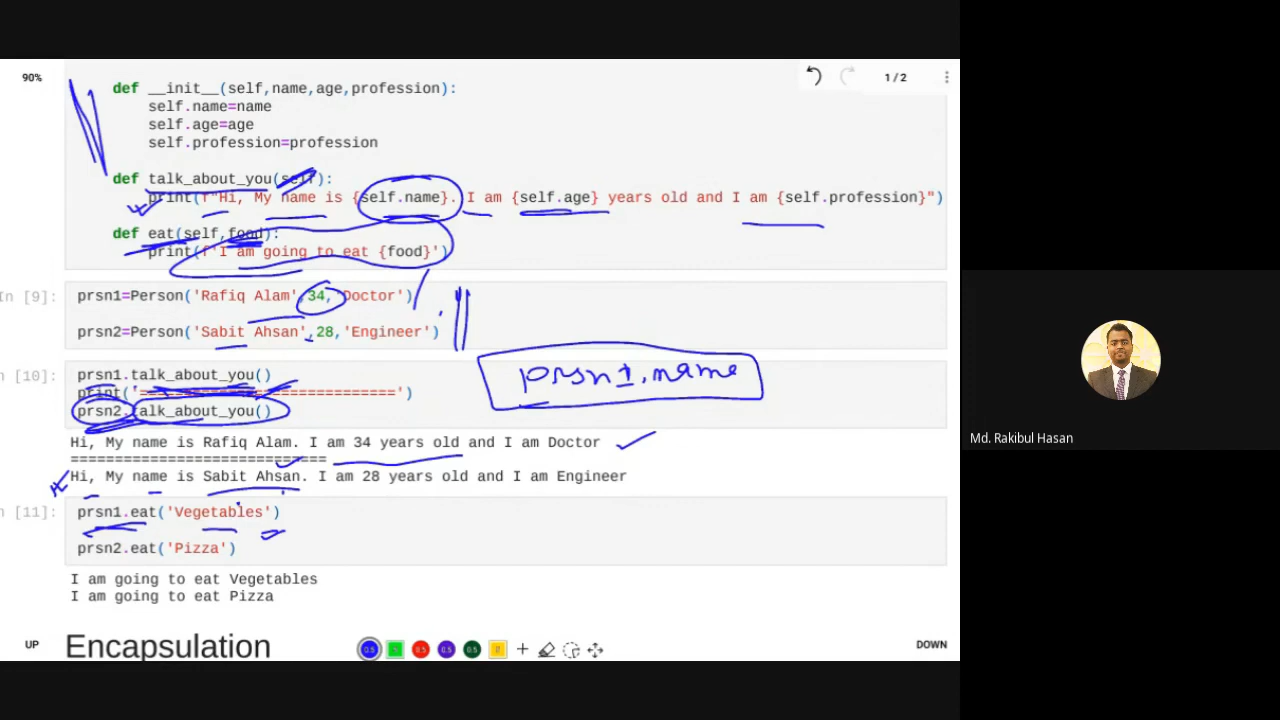 90%
1/2
def __init__(self,name,age,profession):
self.name=name
self.age=age
self.profession=profession
def talk_about_you(self):
print(f"Hi, My name is {self.name}. I am {self.age} years old and I am {self.profession}")
def eat(self,food):
print(f'I am going to eat {food}')
In [9]:
prsn1=Person('Rafiq Alam',34,'Doctor')
prsn2=Person('Sabit Ahsan',28,'Engineer')
n [10]:
prsn1.talk_about_you()
print('=============================')
prsn2.talk_about_you()
prsn1.name
Hi, My name is Rafiq Alam. I am 34 years old and I am Doctor
=============================
Hi, My name is Sabit Ahsan. I am 28 years old and I am Engineer
n [11]:
prsn1.eat('Vegetables')
prsn2.eat('Pizza')
I am going to eat Vegetables
I am going to eat Pizza
UP
Encapsulation
DOWN
Md. Rakibul Hasan